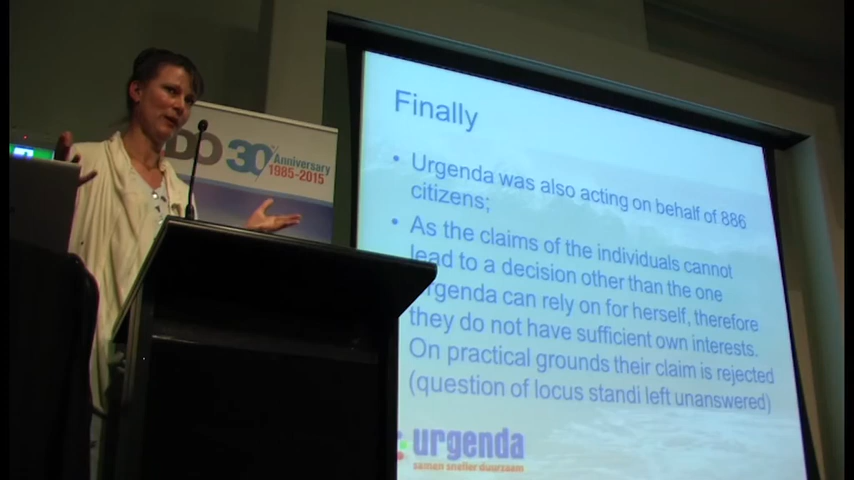 DO 30
Anniversary
1985-2015
Finally
• Urgenda was also acting on behalf of 886
citizens;
• As the claims of the individuals cannot
lead to a decision other than the one
Urgenda can rely on for herself, therefore
they do not have sufficient own interests.
On practical grounds their claim is rejected
(question of locus standi left unanswered)
urgenda
samen sneller duurzaam